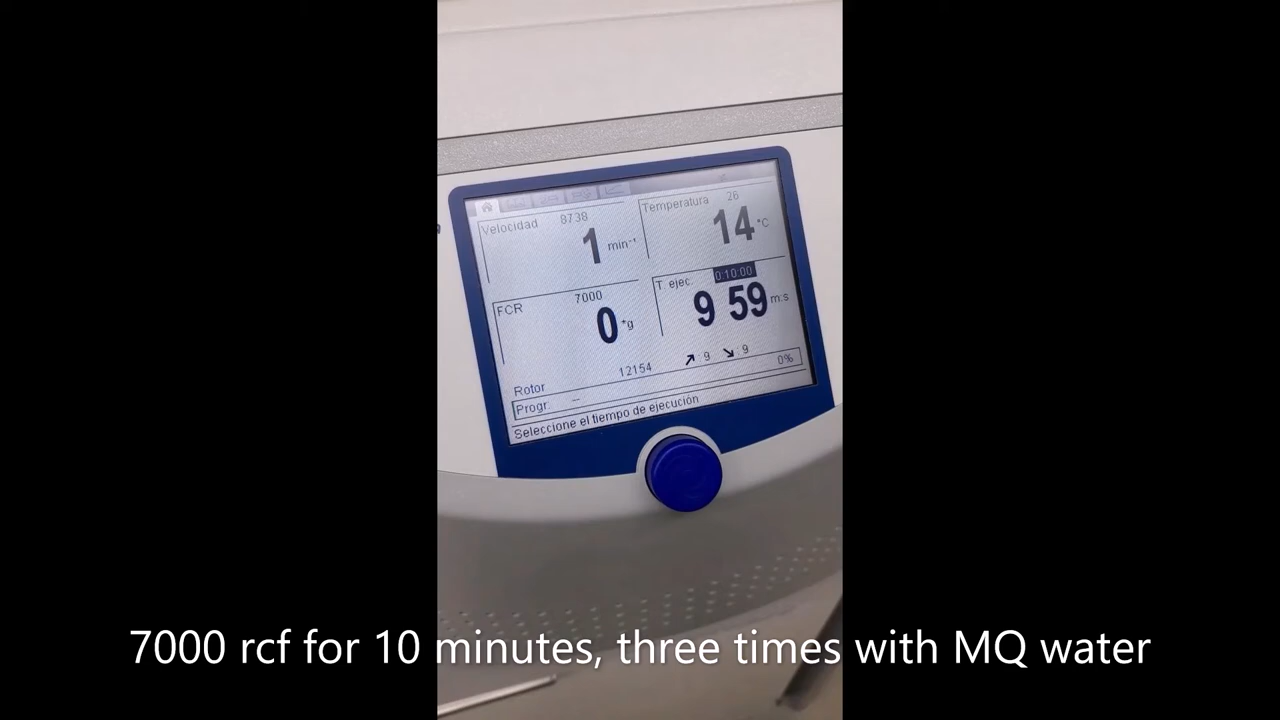 Velocidad 8738
1 min⁻¹
Temperatura 26
14 °C
FCR 7000
0 *g
T. ejec. 0:10:00
9 59 m:s
Rotor 12154 9 9
Progr: -- 0%
Seleccione el tiempo de ejecución
7000 rcf for 10 minutes, three times with MQ water